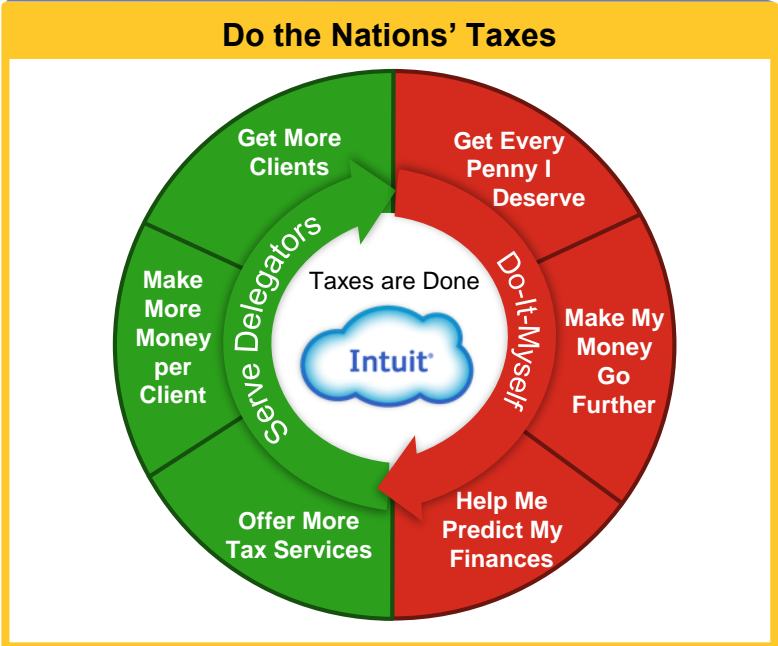 Do the Nations’ Taxes
Get More
Clients
Get Every
Penny I
Deserve
Serve Delegators
Taxes are Done
Intuit®
Do-It-Myself
Make
More
Money
per
Client
Make My
Money
Go
Further
Offer More
Tax Services
Help Me
Predict My
Finances